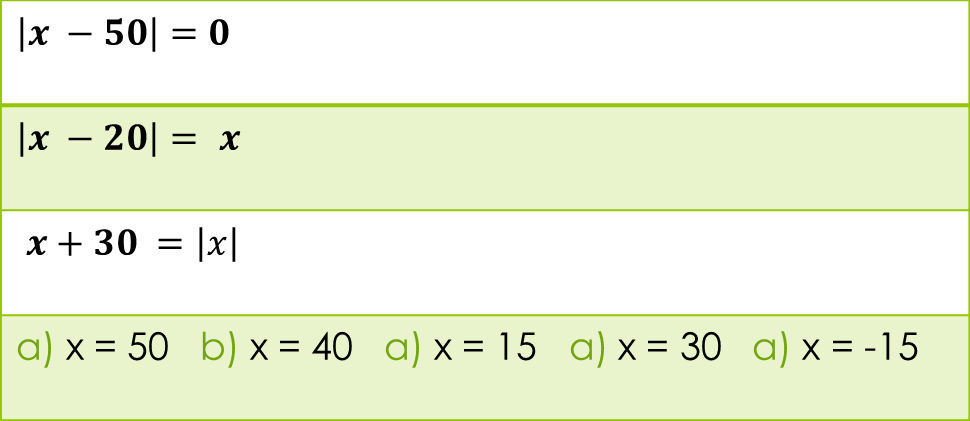 |x − 50| = 0
|x − 20| = x
x + 30 = |x|
a) x = 50 b) x = 40 a) x = 15 a) x = 30 a) x = -15